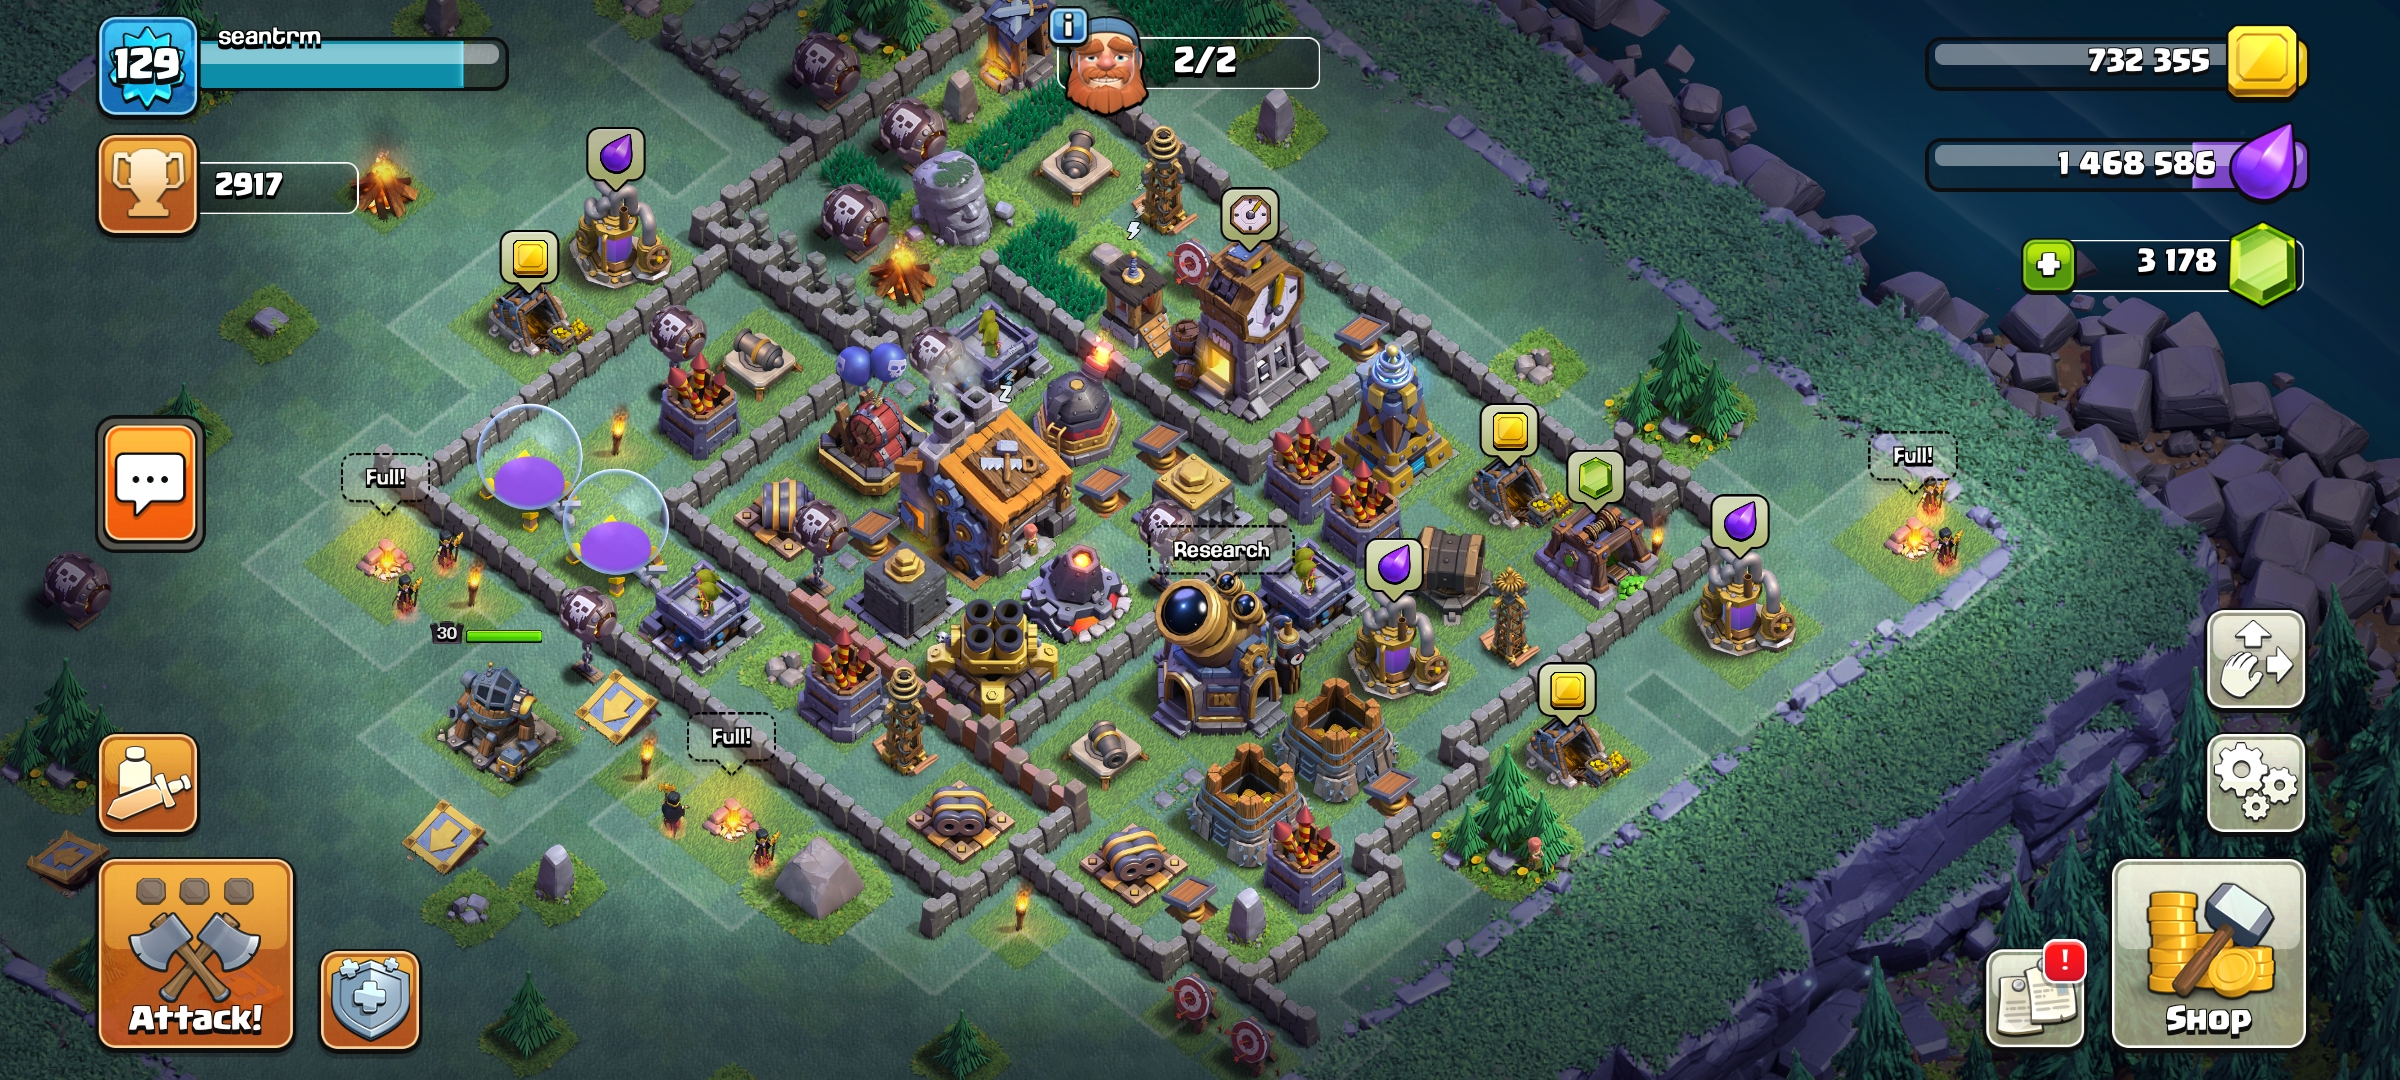 129
seantrm
2/2
732 355
2917
1 468 586
3 178
Full!
Full!
z
Research
30
Full!
IX
Attack!
!
Shop